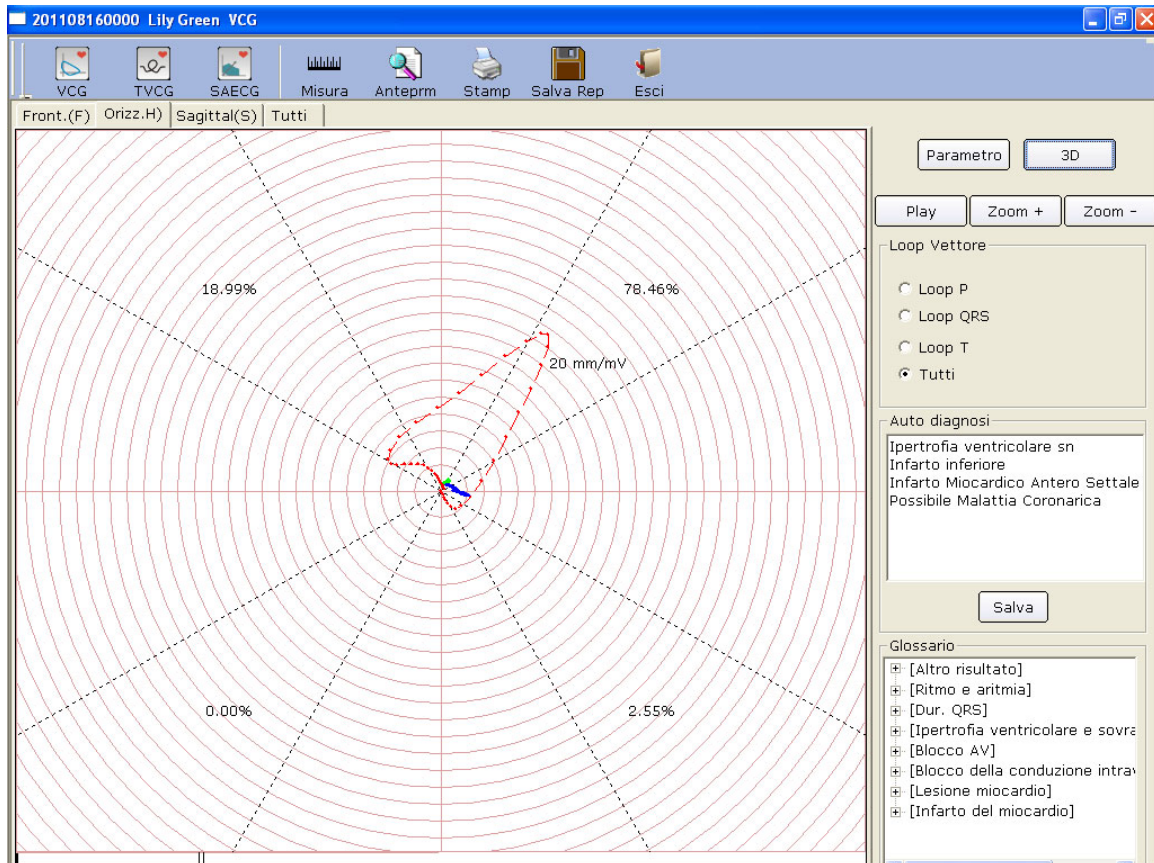 201108160000 Lily Green VCG
VCG TVCG SAECG Misura Anteprm Stamp Salva Rep Esci
Front.(F) Orizz.H) Sagittal(S) Tutti
18.99% 78.46%
20 mm/mV
0.00% 2.55%
Parametro 3D
Play Zoom + Zoom -
Loop Vettore
Loop P
Loop QRS
Loop T
Tutti
Auto diagnosi
Ipertrofia ventricolare sn
Infarto inferiore
Infarto Miocardico Antero Settale
Possibile Malattia Coronarica
Salva
Glossario
[Altro risultato]
[Ritmo e aritmia]
[Dur. QRS]
[Ipertrofia ventricolare e sovra
[Blocco AV]
[Blocco della conduzione intrav
[Lesione miocardio]
[Infarto del miocardio]